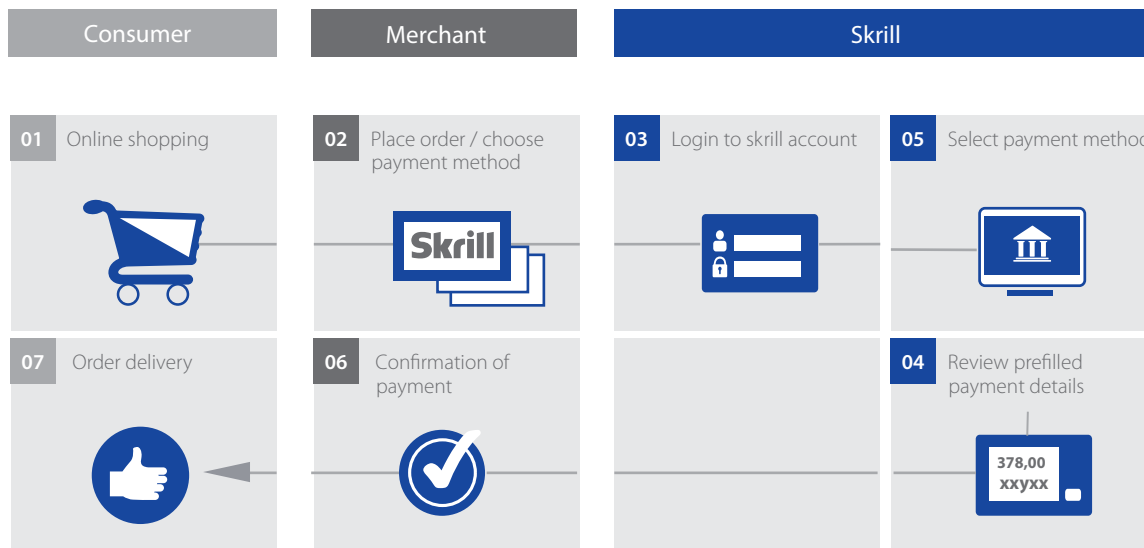 Consumer
Merchant
Skrill
01 Online shopping
02 Place order / choose
payment method
03 Login to skrill account
05 Select payment method
Skrill
07 Order delivery
06 Confirmation of
payment
04 Review prefilled
payment details
378,00
xxyxx